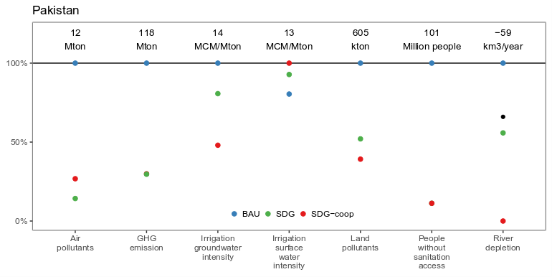 Pakistan
12 118 14 13 605 101 −59
Mton Mton MCM/Mton MCM/Mton kton Million people km3/year
100%
50%
0%
BAU SDG SDG−coop
Air pollutants
GHG emission
Irrigation groundwater intensity
Irrigation surface water intensity
Land pollutants
People without sanitation access
River depletion